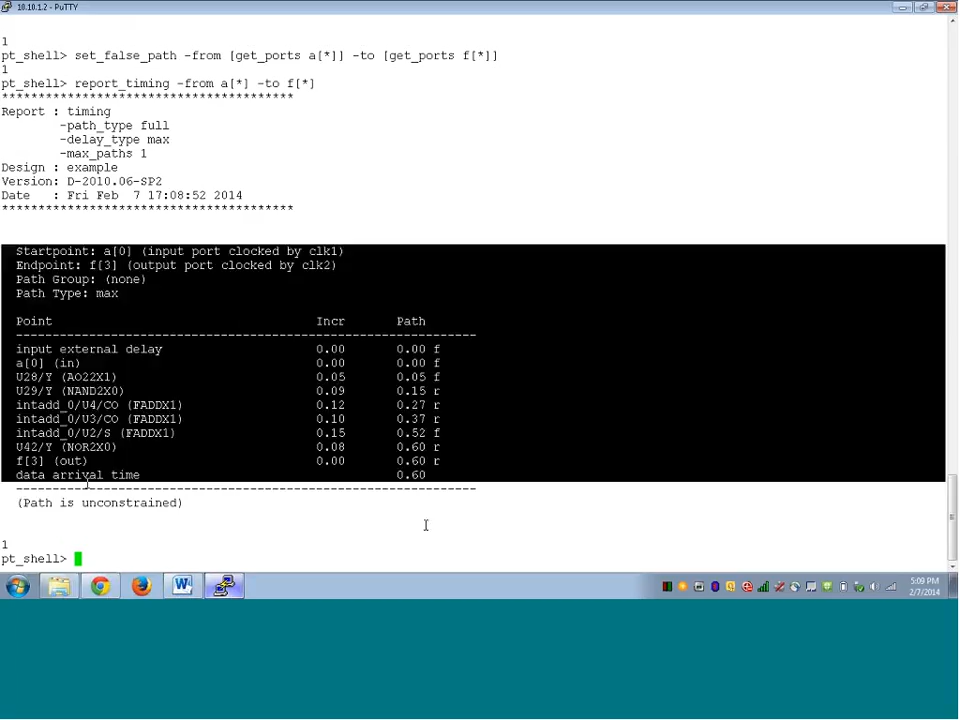 10.10.1.2 - PuTTY
1
pt_shell> set_false_path -from [get_ports a[*]] -to [get_ports f[*]]
1
pt_shell> report_timing -from a[*] -to f[*]
****************************************
Report : timing
-path_type full
-delay_type max
-max_paths 1
Design : example
Version: D-2010.06-SP2
Date   : Fri Feb  7 17:08:52 2014
****************************************
Startpoint: a[0] (input port clocked by clk1)
Endpoint: f[3] (output port clocked by clk2)
Path Group: (none)
Path Type: max
Point Incr Path
---------------------------------------------------------------
input external delay 0.00 0.00 f
a[0] (in) 0.00 0.00 f
U28/Y (AO22X1) 0.05 0.05 f
U29/Y (NAND2X0) 0.09 0.15 r
intadd_0/U4/CO (FADDX1) 0.12 0.27 r
intadd_0/U3/CO (FADDX1) 0.10 0.37 r
intadd_0/U2/S (FADDX1) 0.15 0.52 f
U42/Y (NOR2X0) 0.08 0.60 r
f[3] (out) 0.00 0.60 r
data arrival time 0.60
---------------------------------------------------------------
(Path is unconstrained)
1
pt_shell>
5:09 PM
2/7/2014